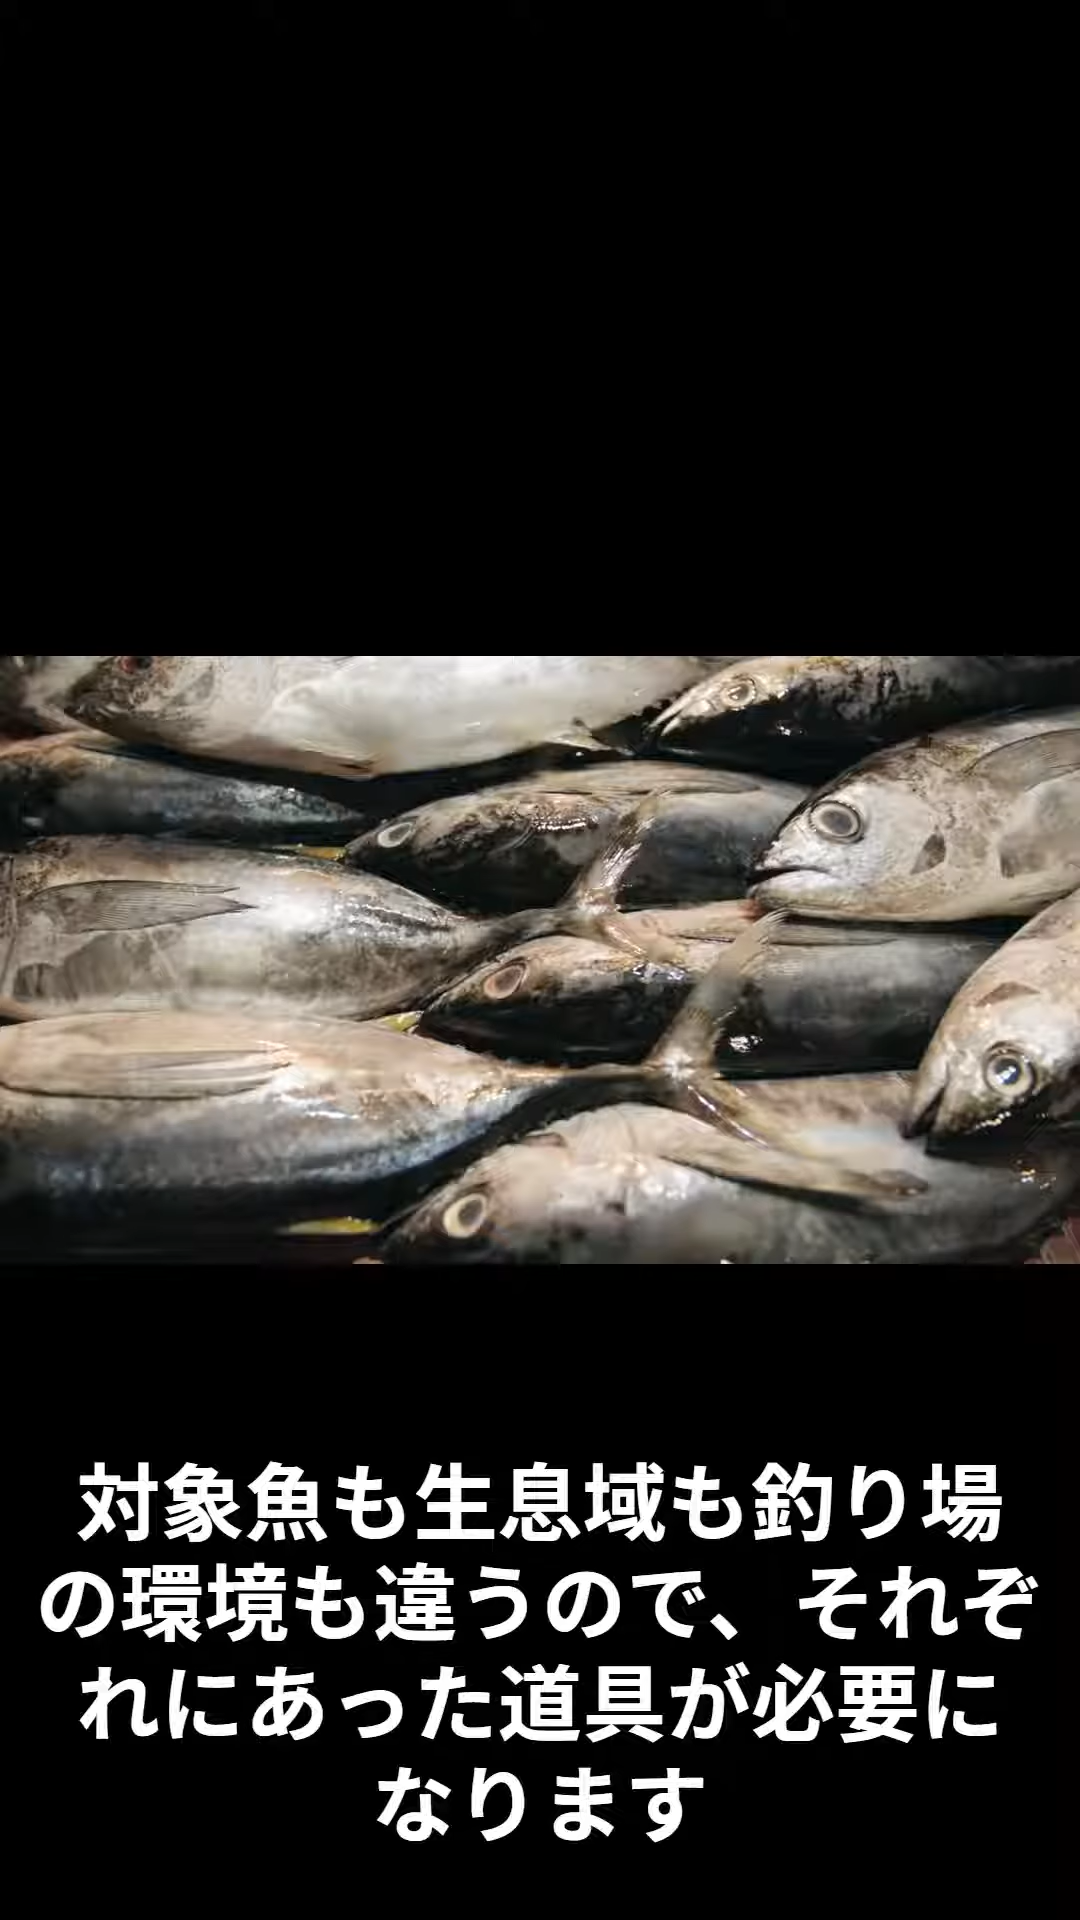 対象魚も生息域も釣り場
の環境も違うので、それぞ
れにあった道具が必要に
なります